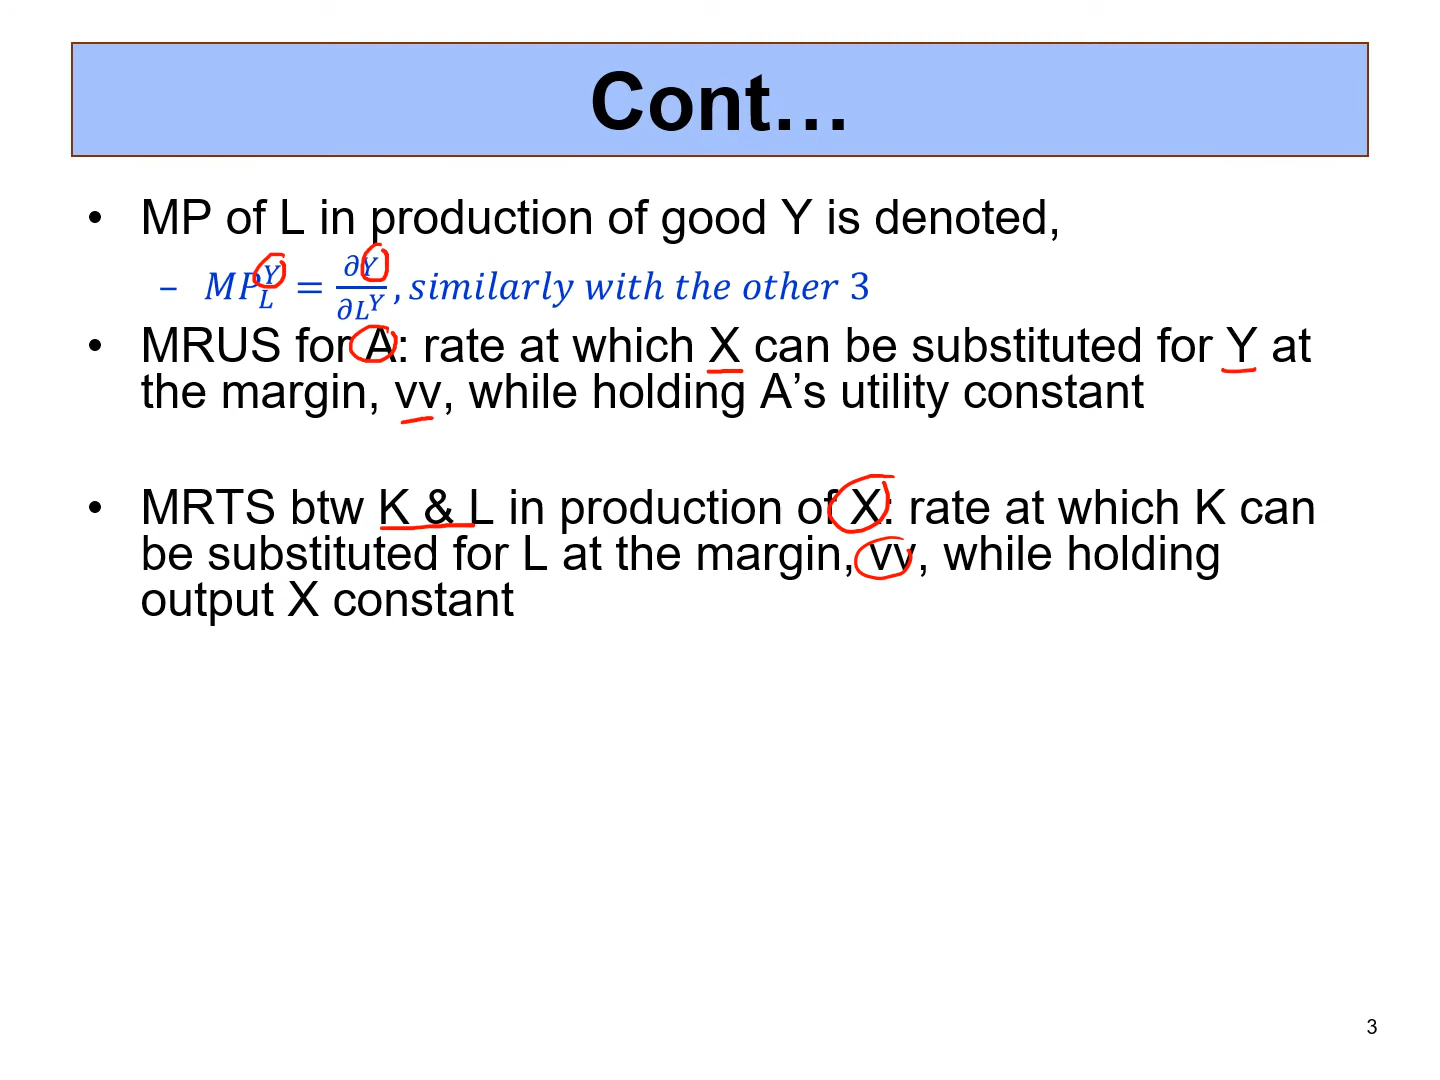 Cont…
• MP of L in production of good Y is denoted,
– MP_L^Y = ∂Y/∂L^Y, similarly with the other 3
• MRUS for A: rate at which X can be substituted for Y at
the margin, vv, while holding A’s utility constant
• MRTS btw K & L in production of X: rate at which K can
be substituted for L at the margin, vv, while holding
output X constant
3